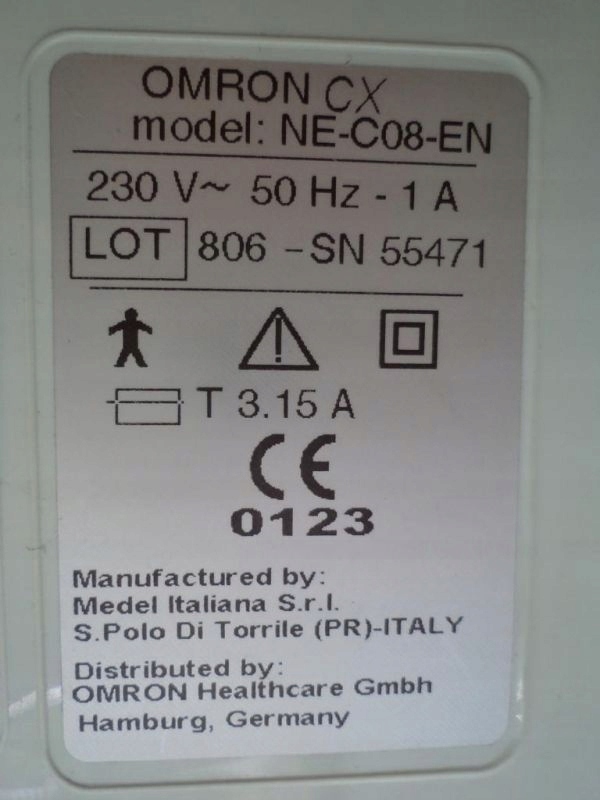 OMRON CX
model: NE-C08-EN
230 V~ 50 Hz - 1 A
LOT 806 - SN 55471
T 3.15 A
CE
0123
Manufactured by:
Medel Italiana S.r.l.
S.Polo Di Torrile (PR)-ITALY
Distributed by:
OMRON Healthcare Gmbh
Hamburg, Germany